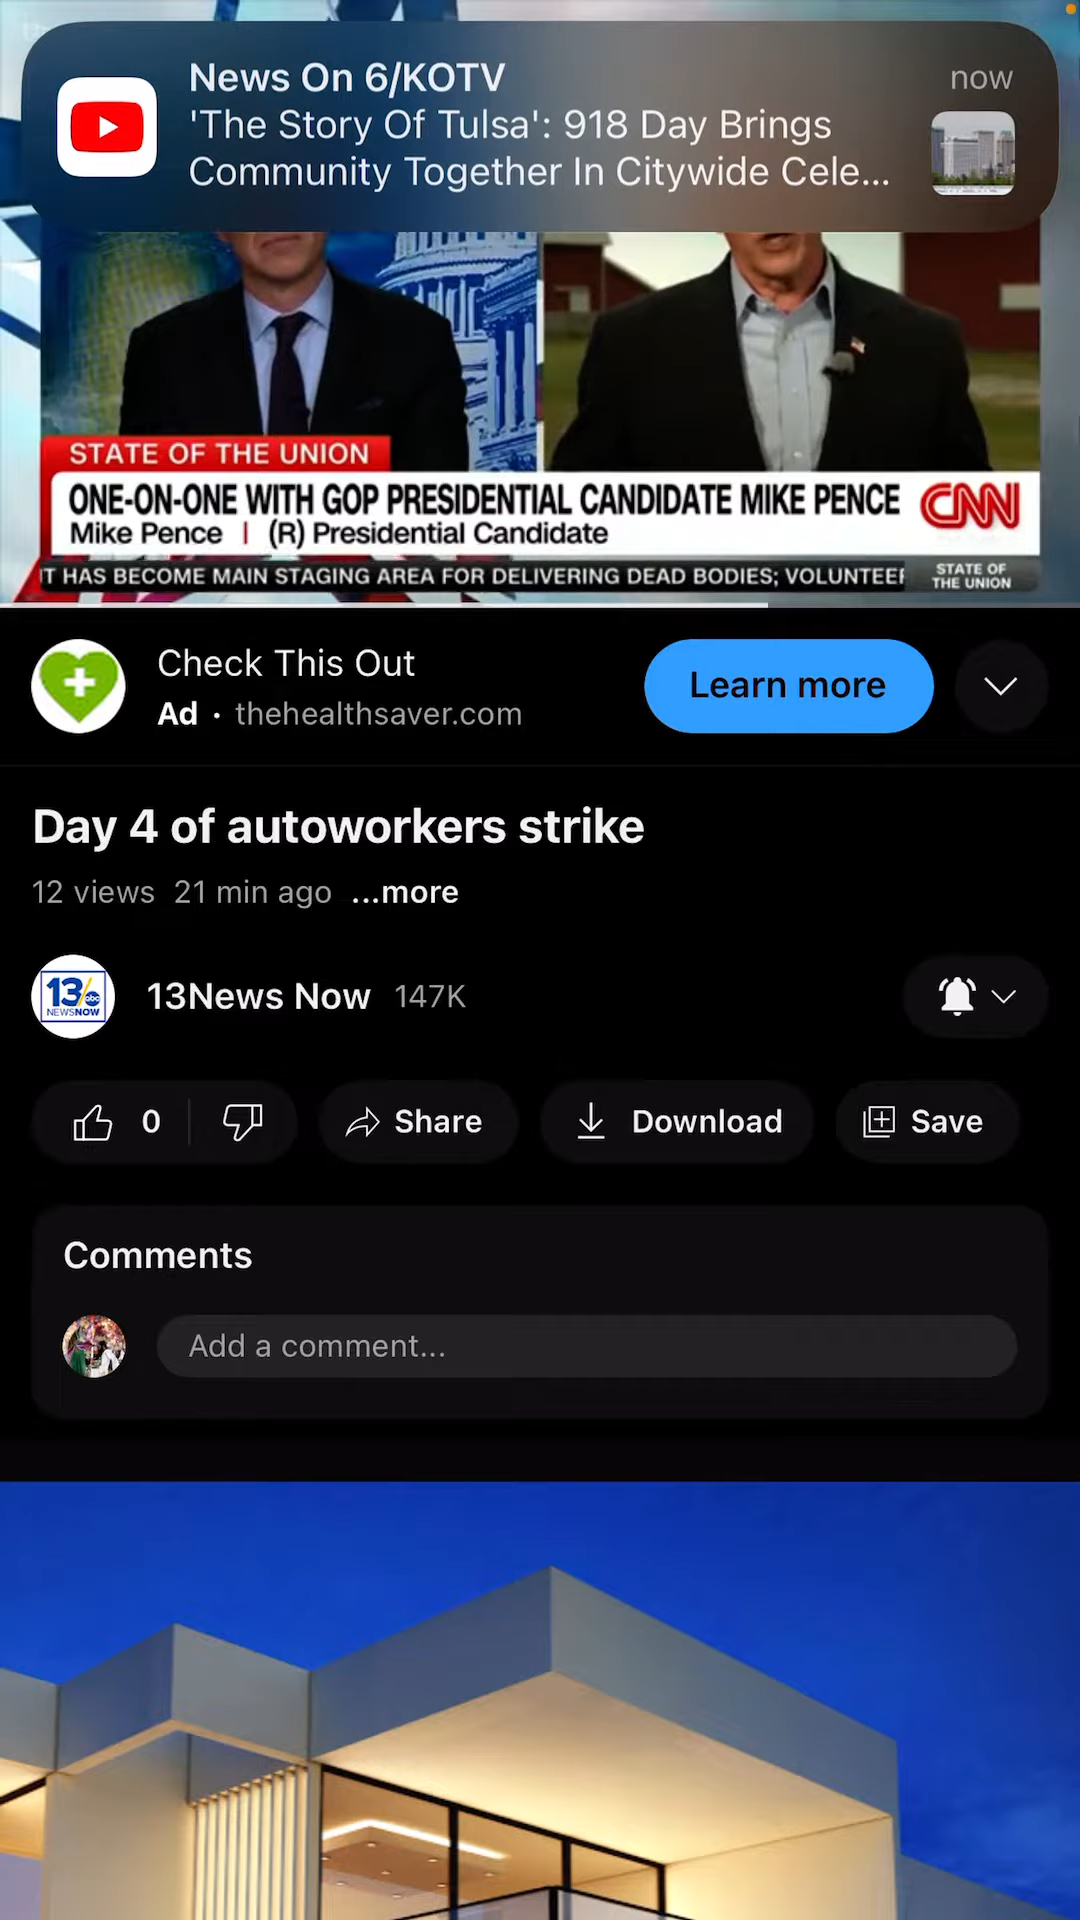 News On 6/KOTV
now
'The Story Of Tulsa': 918 Day Brings
Community Together In Citywide Cele...
STATE OF THE UNION
ONE-ON-ONE WITH GOP PRESIDENTIAL CANDIDATE MIKE PENCE
CNN
Mike Pence | (R) Presidential Candidate
IT HAS BECOME MAIN STAGING AREA FOR DELIVERING DEAD BODIES; VOLUNTEER
STATE OF
THE UNION
Check This Out
Ad · thehealthsaver.com
Learn more
Day 4 of autoworkers strike
12 views 21 min ago ...more
13 abc
NEWSNOW
13News Now 147K
0
Share
Download
Save
Comments
Add a comment...